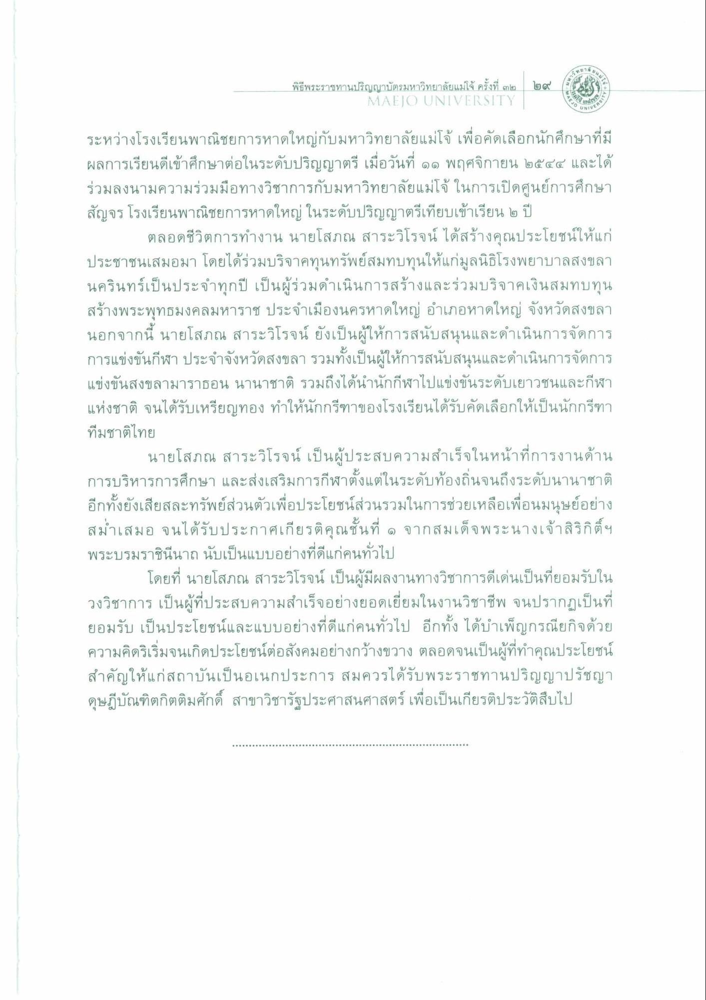 พิธีพระราชทานปริญญาบัตรมหาวิทยาลัยแม่โจ้ ครั้งที่ ๓๒
๒๙
MAEJO UNIVERSITY
มหาวิทยาลัยแม่โจ้
แม่โจ้ ๒๔๗๗
MAEJO UNIVERSITY
ระหว่างโรงเรียนพาณิชยการหาดใหญ่กับมหาวิทยาลัยแม่โจ้ เพื่อคัดเลือกนักศึกษาที่มี
ผลการเรียนดีเข้าศึกษาต่อในระดับปริญญาตรี เมื่อวันที่ ๑๑ พฤศจิกายน ๒๕๔๔ และได้
ร่วมลงนามความร่วมมือทางวิชาการกับมหาวิทยาลัยแม่โจ้ ในการเปิดศูนย์การศึกษา
สัญจร โรงเรียนพาณิชยการหาดใหญ่ ในระดับปริญญาตรีเทียบเข้าเรียน ๒ ปี
ตลอดชีวิตการทำงาน นายโสภณ สาระวิโรจน์ ได้สร้างคุณประโยชน์ให้แก่
ประชาชนเสมอมา โดยได้ร่วมบริจาคทุนทรัพย์สมทบทุนให้แก่มูลนิธิโรงพยาบาลสงขลา
นครินทร์เป็นประจำทุกปี เป็นผู้ร่วมดำเนินการสร้างและร่วมบริจาคเงินสมทบทุน
สร้างพระพุทธมงคลมหาราช ประจำเมืองนครหาดใหญ่ อำเภอหาดใหญ่ จังหวัดสงขลา
นอกจากนี้ นายโสภณ สาระวิโรจน์ ยังเป็นผู้ให้การสนับสนุนและดำเนินการจัดการ
การแข่งขันกีฬา ประจำจังหวัดสงขลา รวมทั้งเป็นผู้ให้การสนับสนุนและดำเนินการจัดการ
แข่งขันสงขลามาราธอน นานาชาติ รวมถึงได้นำนักกีฬาไปแข่งขันระดับเยาวชนและกีฬา
แห่งชาติ จนได้รับเหรียญทอง ทำให้นักกรีฑาของโรงเรียนได้รับคัดเลือกให้เป็นนักกรีฑา
ทีมชาติไทย
นายโสภณ สาระวิโรจน์ เป็นผู้ประสบความสำเร็จในหน้าที่การงานด้าน
การบริหารการศึกษา และส่งเสริมการกีฬาตั้งแต่ในระดับท้องถิ่นจนถึงระดับนานาชาติ
อีกทั้งยังเสียสละทรัพย์ส่วนตัวเพื่อประโยชน์ส่วนรวมในการช่วยเหลือเพื่อนมนุษย์อย่าง
สม่ำเสมอ จนได้รับประกาศเกียรติคุณชั้นที่ ๑ จากสมเด็จพระนางเจ้าสิริกิติ์ฯ
พระบรมราชินีนาถ นับเป็นแบบอย่างที่ดีแก่คนทั่วไป
โดยที่ นายโสภณ สาระวิโรจน์ เป็นผู้มีผลงานทางวิชาการดีเด่นเป็นที่ยอมรับใน
วงวิชาการ เป็นผู้ที่ประสบความสำเร็จอย่างยอดเยี่ยมในงานวิชาชีพ จนปรากฏเป็นที่
ยอมรับ เป็นประโยชน์และแบบอย่างที่ดีแก่คนทั่วไป อีกทั้ง ได้บำเพ็ญกรณียกิจด้วย
ความคิดริเริ่มจนเกิดประโยชน์ต่อสังคมอย่างกว้างขวาง ตลอดจนเป็นผู้ที่ทำคุณประโยชน์
สำคัญให้แก่สถาบันเป็นอเนกประการ สมควรได้รับพระราชทานปริญญาปรัชญา
ดุษฎีบัณฑิตกิตติมศักดิ์ สาขาวิชารัฐประศาสนศาสตร์ เพื่อเป็นเกียรติประวัติสืบไป